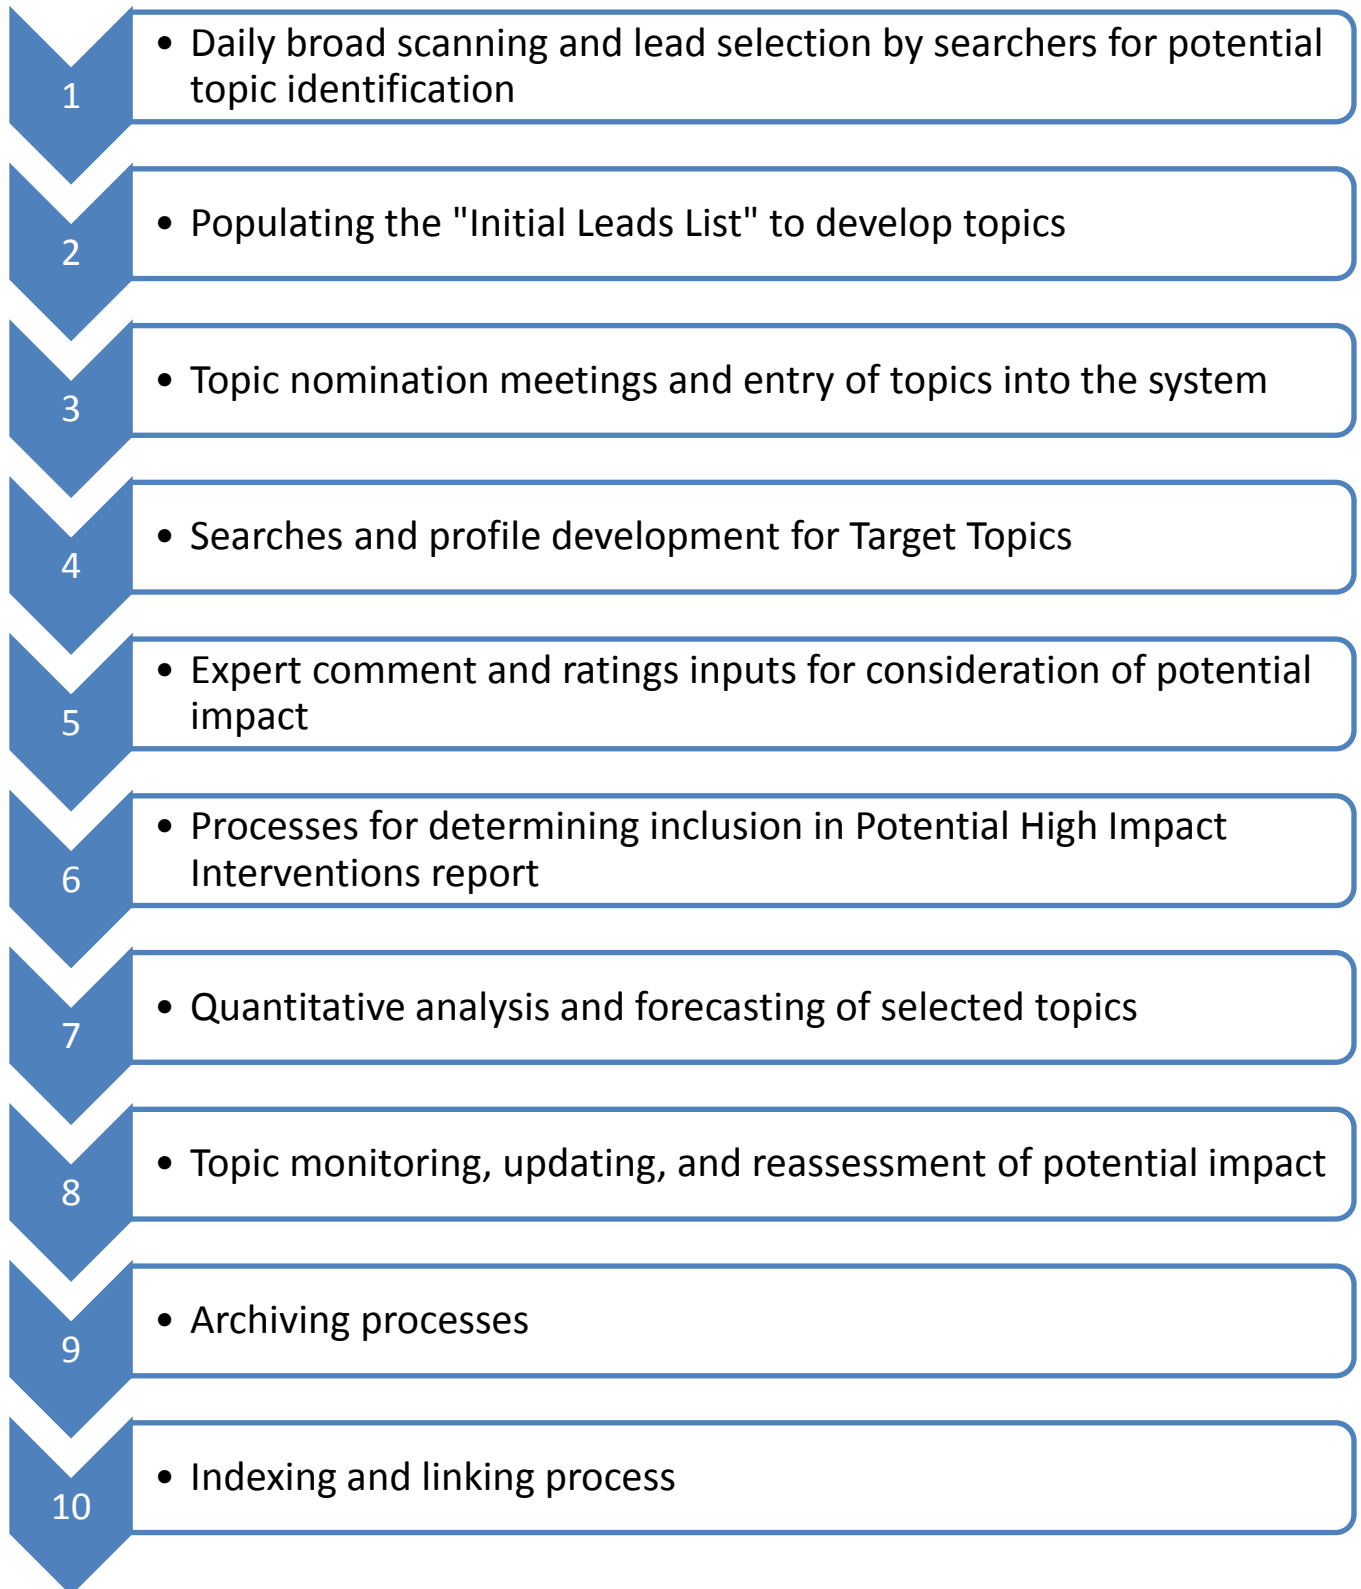 1
• Daily broad scanning and lead selection by searchers for potential
topic identification
2
• Populating the "Initial Leads List" to develop topics
3
• Topic nomination meetings and entry of topics into the system
4
• Searches and profile development for Target Topics
5
• Expert comment and ratings inputs for consideration of potential
impact
6
• Processes for determining inclusion in Potential High Impact
Interventions report
7
• Quantitative analysis and forecasting of selected topics
8
• Topic monitoring, updating, and reassessment of potential impact
9
• Archiving processes
10
• Indexing and linking process